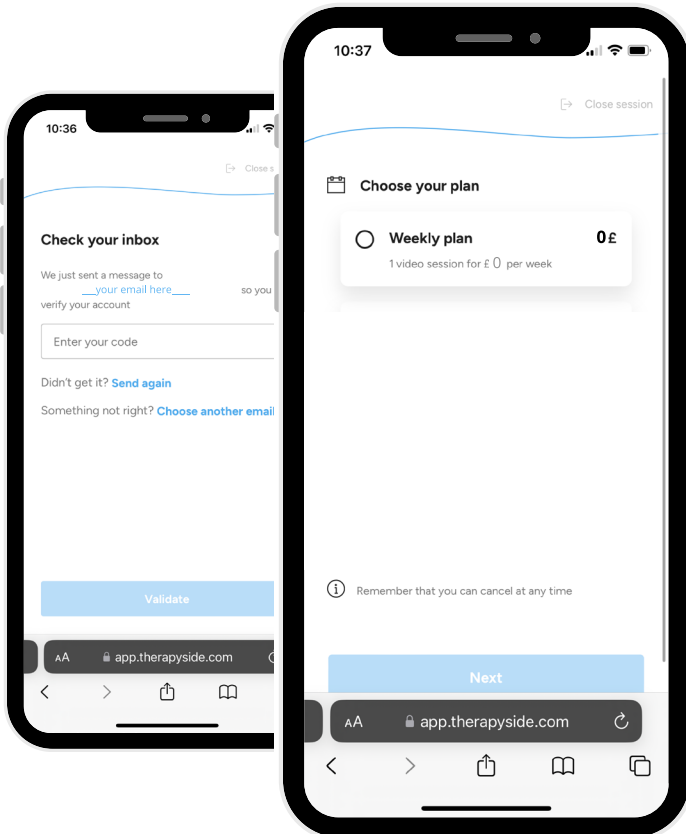 10:36
Close s
Check your inbox
We just sent a message to
__your email here___ so you
verify your account
Enter your code
Didn't get it? Send again
Something not right? Choose another email
Validate
AA app.therapyside.com
10:37
Close session
Choose your plan
Weekly plan 0£
1 video session for £ 0 per week
Remember that you can cancel at any time
Next
AA app.therapyside.com